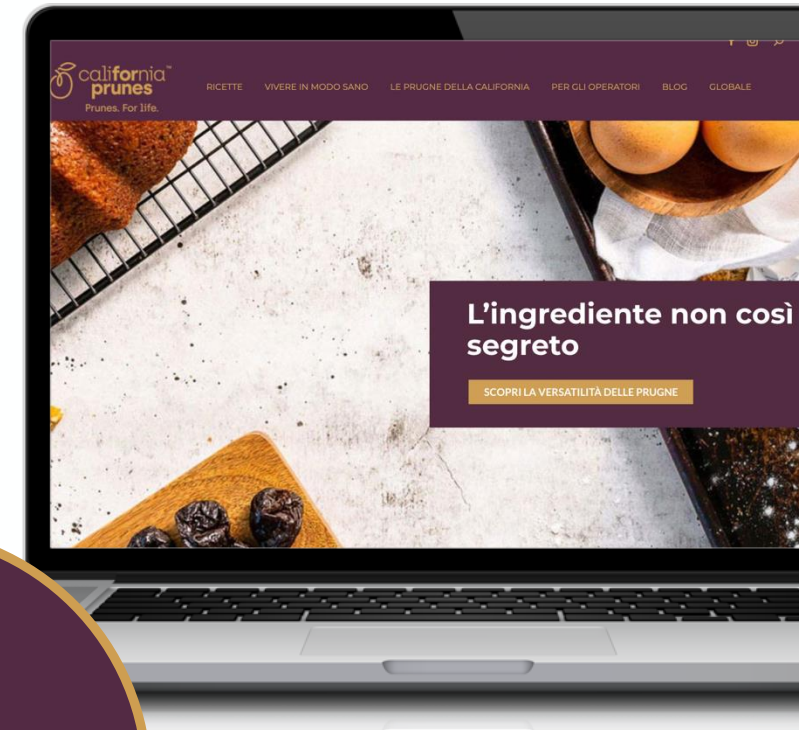 california™
prunes
Prunes. For life.
RICETTE
VIVERE IN MODO SANO
LE PRUGNE DELLA CALIFORNIA
PER GLI OPERATORI
BLOG
GLOBALE
L’ingrediente non così
segreto
SCOPRI LA VERSATILITÀ DELLE PRUGNE